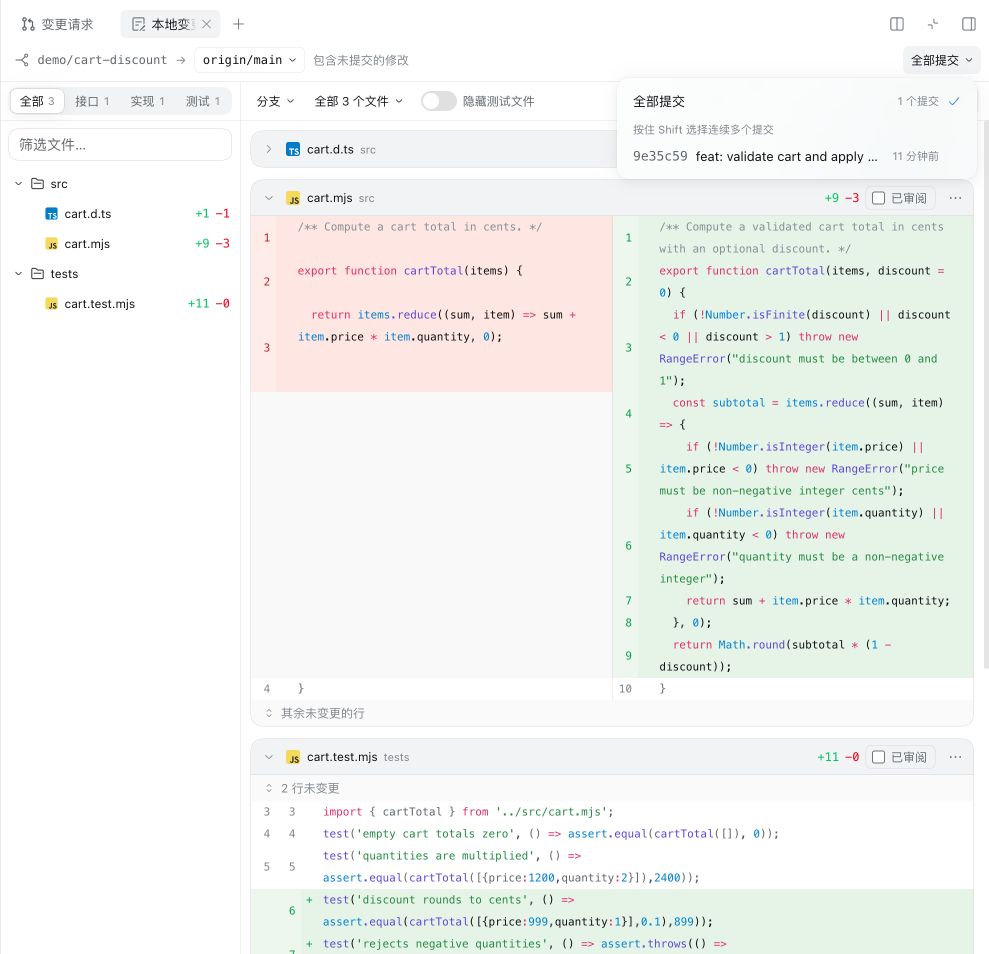 变更请求
本地变
demo/cart-discount → origin/main 包含未提交的修改 全部提交
全部 3 接口 1 实现 1 测试 1
分支 全部 3 个文件 隐藏测试文件
全部提交 1 个提交
按住 Shift 选择连续多个提交
9e35c59 feat: validate cart and apply ... 11 分钟前
筛选文件...
src
TS cart.d.ts +1 −1
JS cart.mjs +9 −3
tests
JS cart.test.mjs +11 −0
TS cart.d.ts src
JS cart.mjs src +9 −3 已审阅 ...
1 /** Compute a cart total in cents. */
2 export function cartTotal(items) {
3 return items.reduce((sum, item) => sum +
item.price * item.quantity, 0);
1 /** Compute a validated cart total in cents
with an optional discount. */
2 export function cartTotal(items, discount =
0) {
3 if (!Number.isFinite(discount) || discount
< 0 || discount > 1) throw new
RangeError("discount must be between 0 and
1");
4 const subtotal = items.reduce((sum, item)
=> {
5 if (!Number.isInteger(item.price) ||
item.price < 0) throw new RangeError("price
must be non-negative integer cents");
6 if (!Number.isInteger(item.quantity) ||
item.quantity < 0) throw new
RangeError("quantity must be a non-negative
integer");
7 return sum + item.price * item.quantity;
8 }, 0);
9 return Math.round(subtotal * (1 -
discount));
4 } 10 }
其余未变更的行
JS cart.test.mjs tests +11 −0 已审阅 ...
2 行未变更
3 3 import { cartTotal } from '../src/cart.mjs';
4 4 test('empty cart totals zero', () => assert.equal(cartTotal([]), 0));
5 5 test('quantities are multiplied', () =>
assert.equal(cartTotal([{price:1200,quantity:2}]),2400));
6 + test('discount rounds to cents', () =>
assert.equal(cartTotal([{price:999,quantity:1}],0.1),899));
+ test('rejects negative quantities', () => assert.throws(() =>